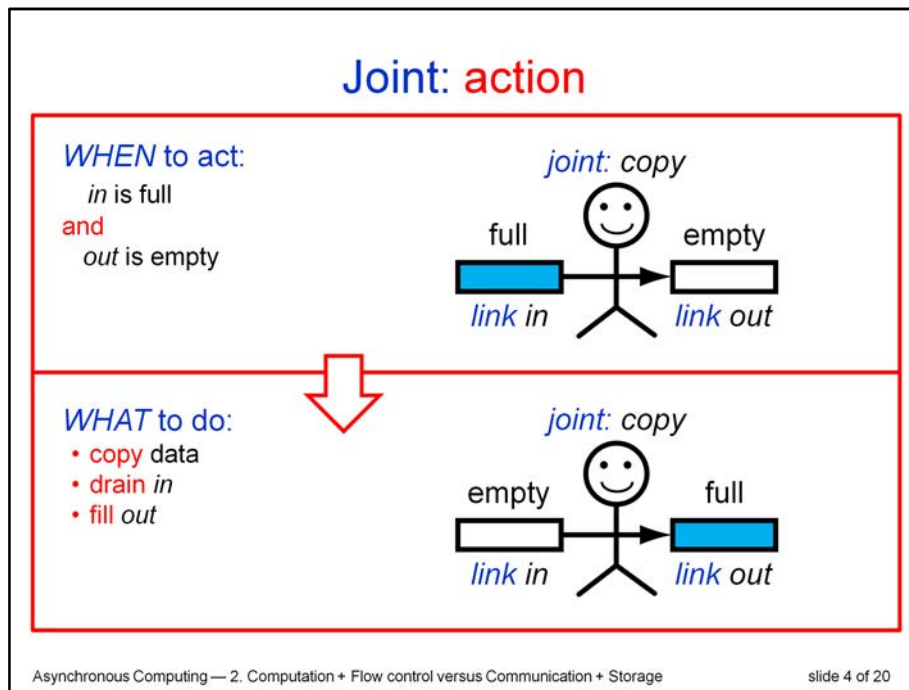 Joint: action
WHEN to act:
in is full
and
out is empty
joint: copy
full
empty
link in
link out
WHAT to do:
• copy data
• drain in
• fill out
joint: copy
empty
full
link in
link out
Asynchronous Computing — 2. Computation + Flow control versus Communication + Storage
slide 4 of 20